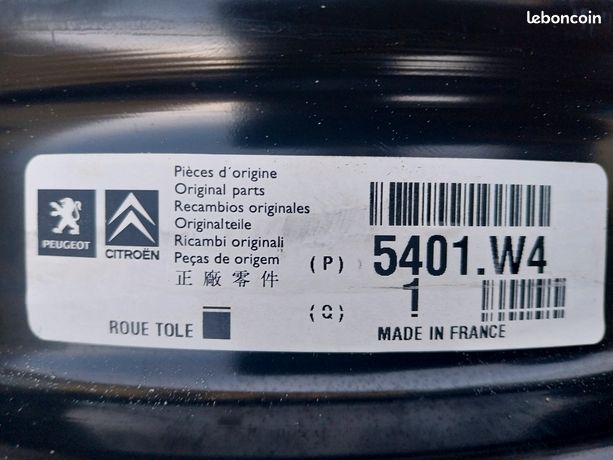 leboncoin
PEUGEOT
CITROËN
Pièces d'origine
Original parts
Recambios originales
Originalteile
Ricambi originali
Peças de origem
正廠零件
(P) 5401.W4
(Q) 1
ROUE TOLE
MADE IN FRANCE